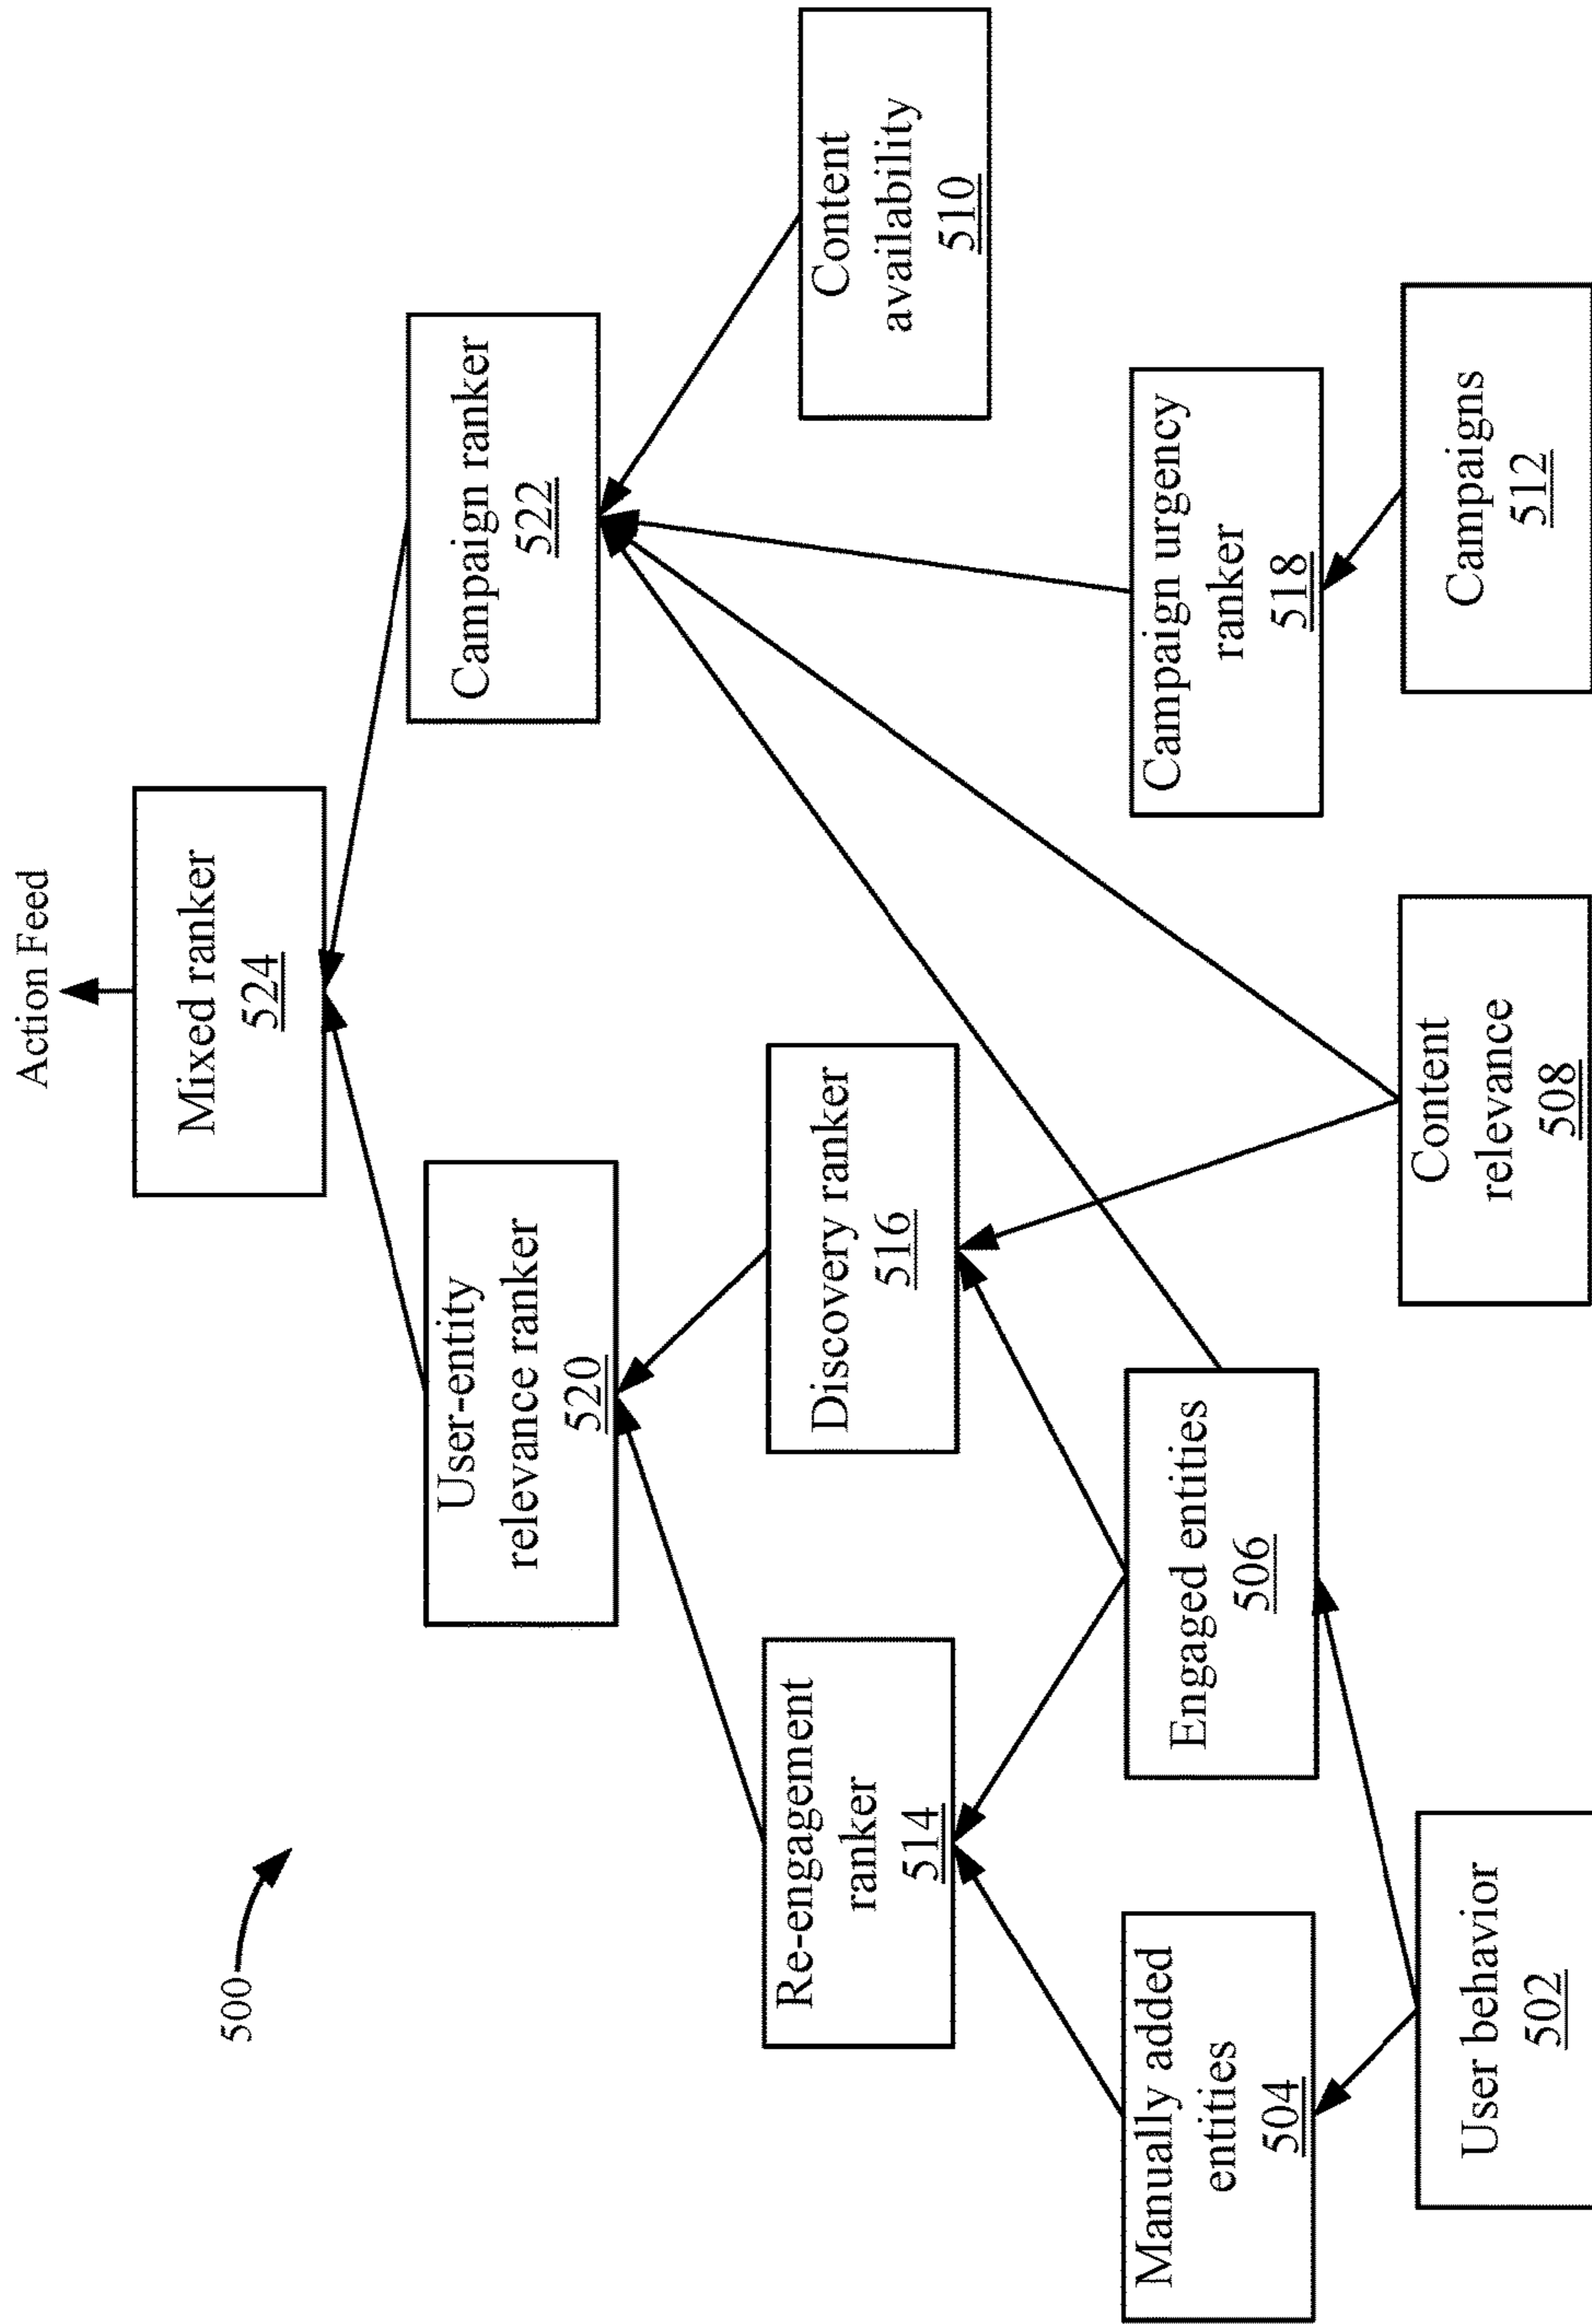 500
Action Feed
Mixed ranker
524
User-entity
relevance ranker
520
Campaign ranker
522
Re-engagement
ranker
514
Discovery ranker
516
Content
availability
510
Manually added
entities
504
Engaged entities
506
Campaign urgency
ranker
518
User behavior
502
Content
relevance
508
Campaigns
512